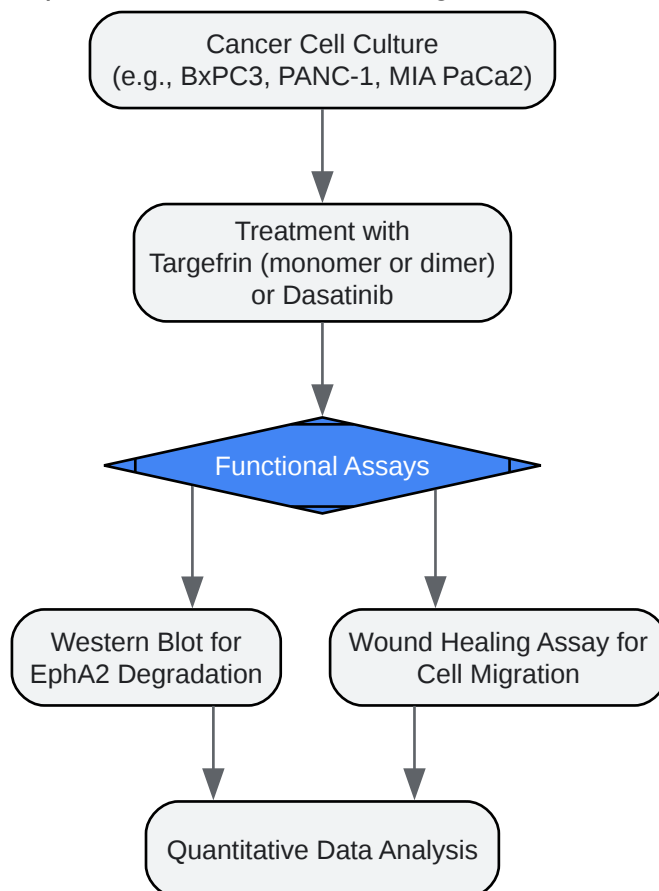 Cancer Cell Culture
(e.g., BxPC3, PANC-1, MIA PaCa2)
Treatment with
Targefrin (monomer or dimer)
or Dasatinib
Functional Assays
Western Blot for
EphA2 Degradation
Wound Healing Assay for
Cell Migration
Quantitative Data Analysis